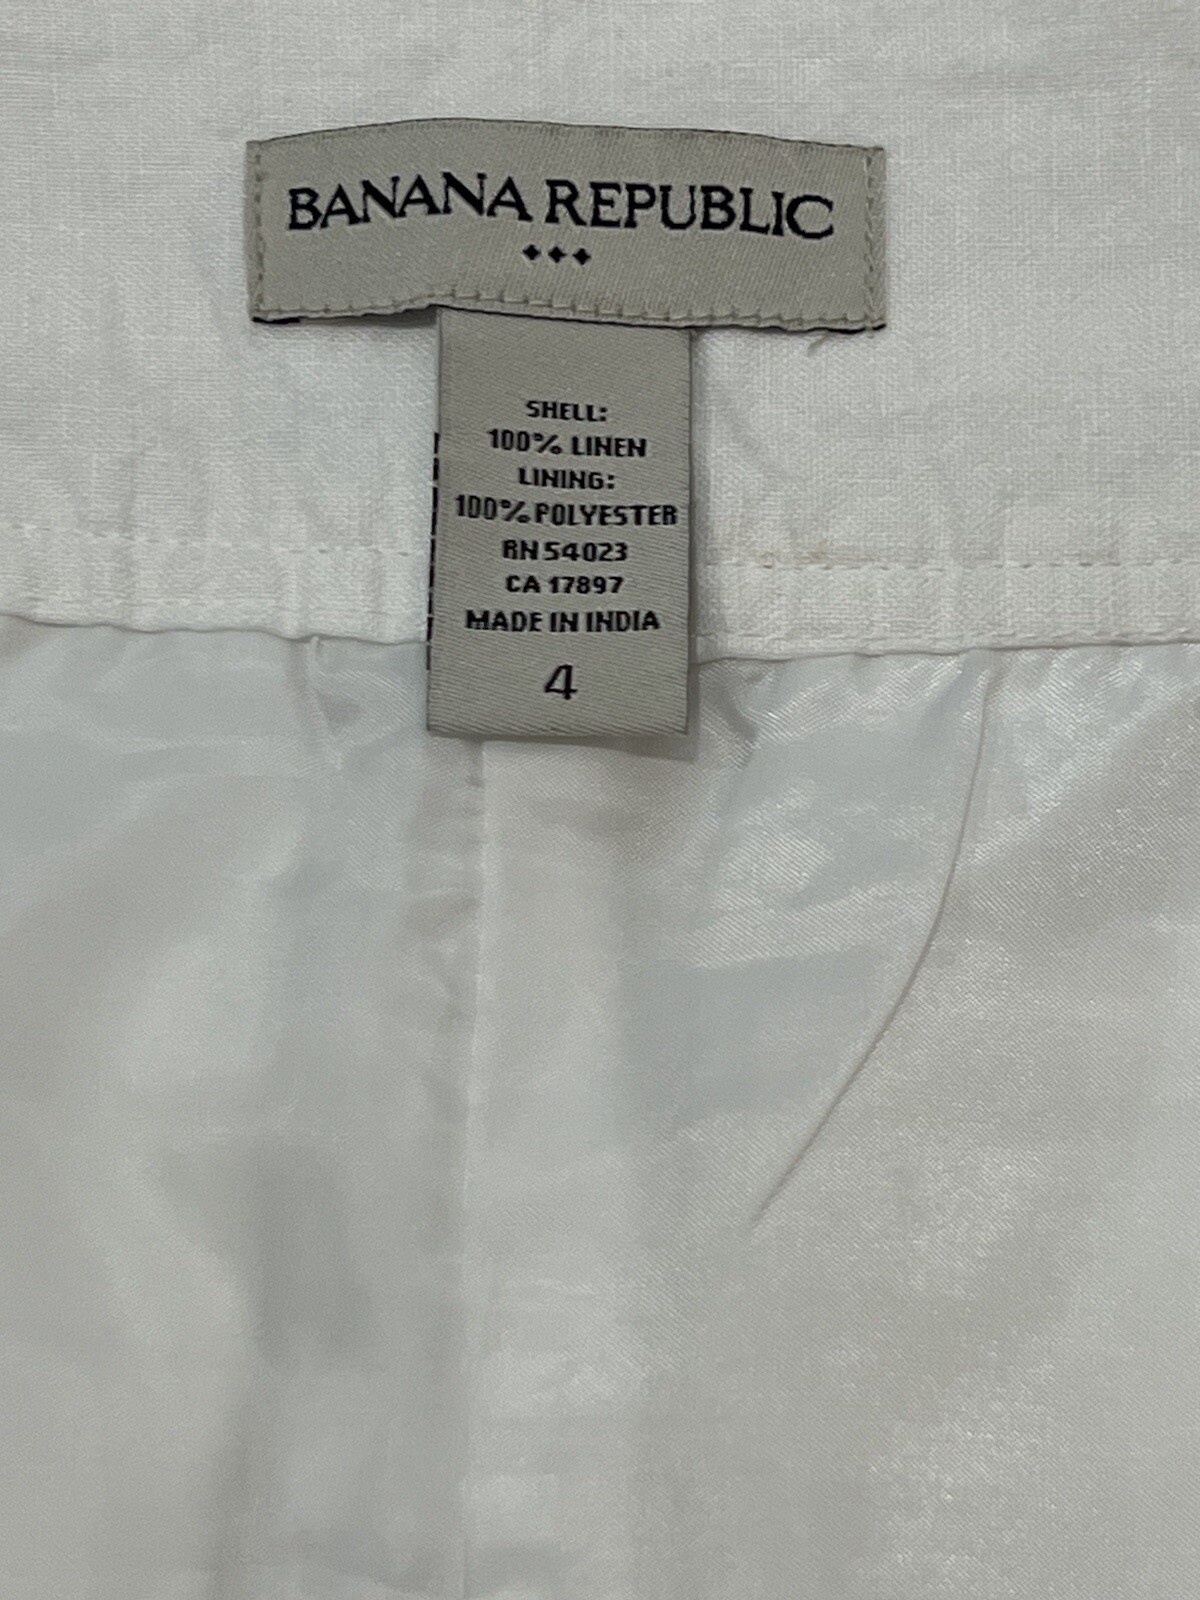 BANANA REPUBLIC
SHELL:
100% LINEN
LINING:
100% POLYESTER
RN 54023
CA 17897
MADE IN INDIA
4